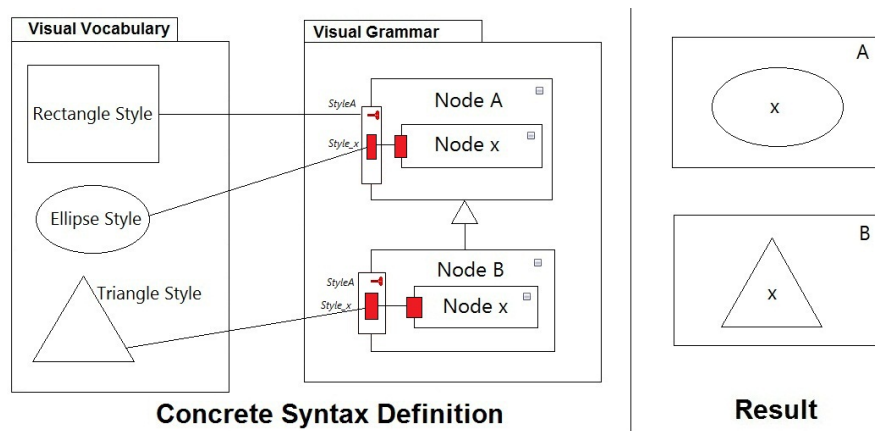 Visual Vocabulary
Rectangle Style
Ellipse Style
Triangle Style
Visual Grammar
StyleA
Node A
Style_x
Node x
StyleA
Node B
Style_x
Node x
Concrete Syntax Definition
A
x
B
x
Result